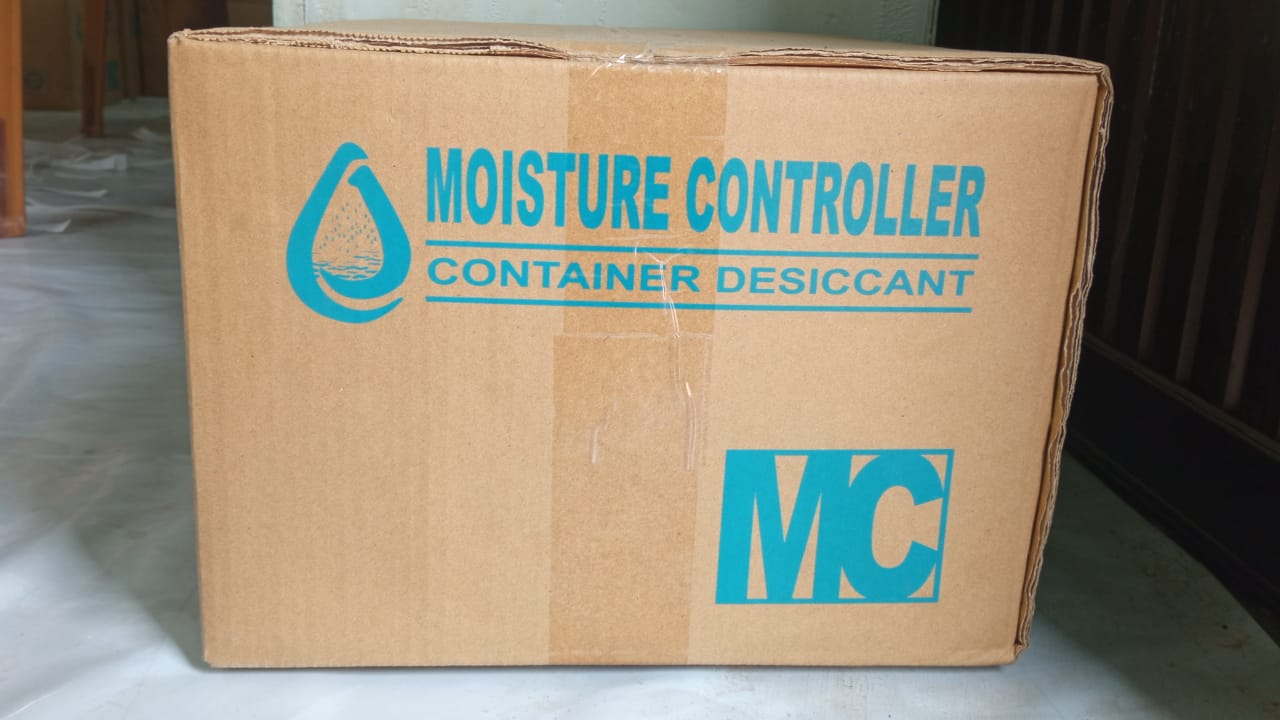 MOISTURE CONTROLLER
CONTAINER DESICCANT
MC